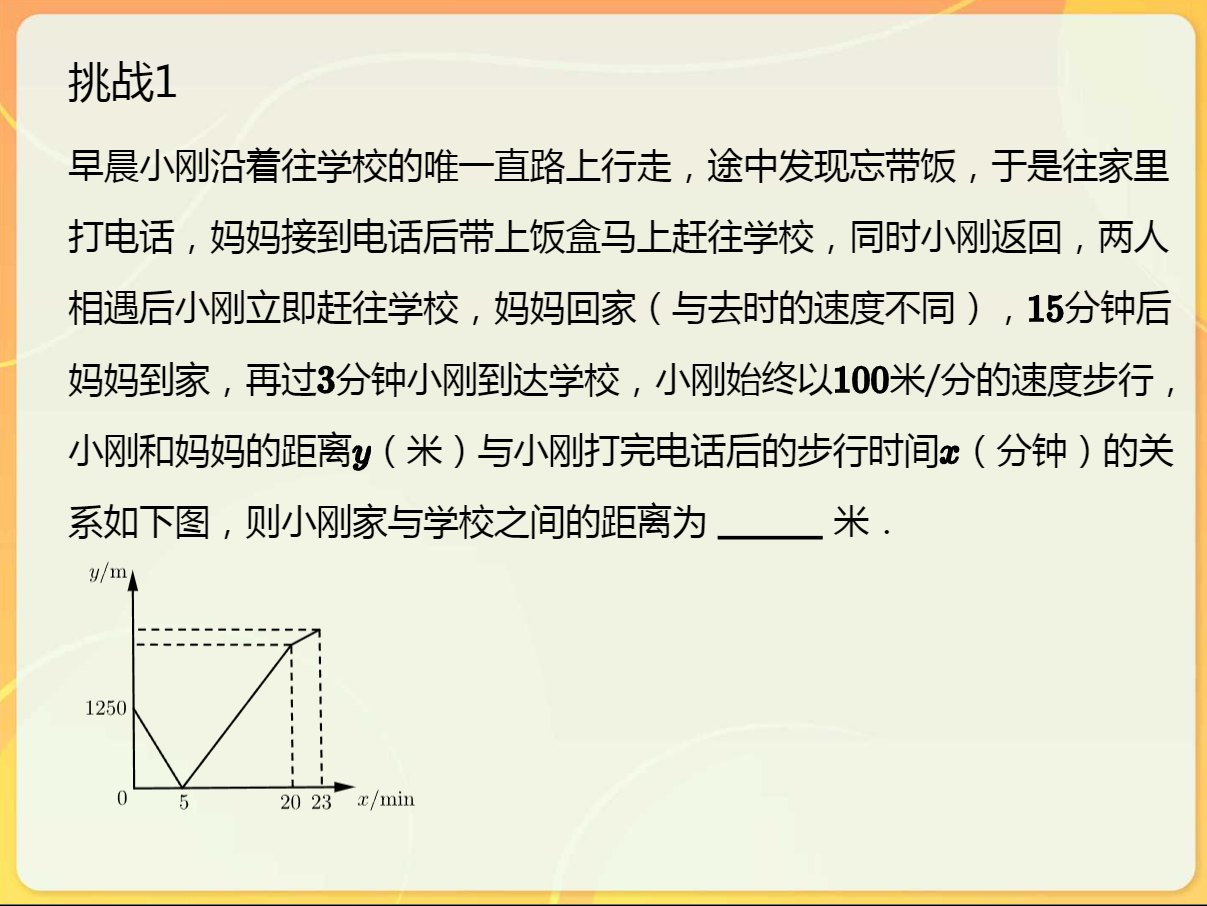 挑战1
早晨小刚沿着往学校的唯一直路上行走，途中发现忘带饭，于是往家里
打电话，妈妈接到电话后带上饭盒马上赶往学校，同时小刚返回，两人
相遇后小刚立即赶往学校，妈妈回家（与去时的速度不同），15分钟后
妈妈到家，再过3分钟小刚到达学校，小刚始终以100米/分的速度步行，
小刚和妈妈的距离y（米）与小刚打完电话后的步行时间x（分钟）的关
系如下图，则小刚家与学校之间的距离为 ______ 米．
y/m
1250
0 5 20 23 x/min